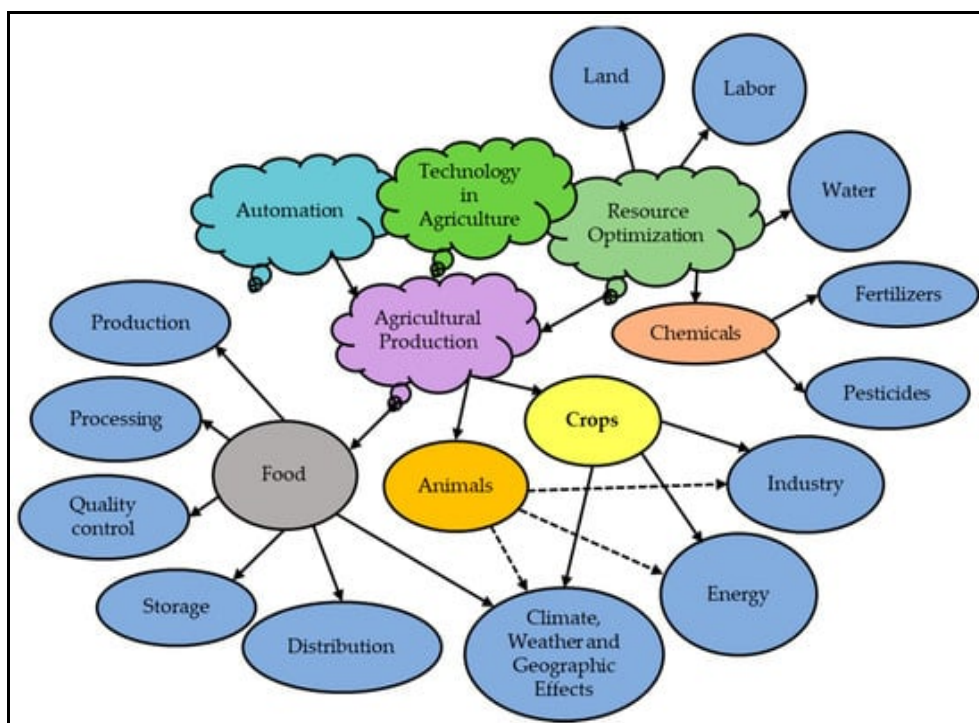 Land
Labor
Water
Technology
in
Agriculture
Automation
Resource
Optimization
Fertilizers
Production
Agricultural
Production
Chemicals
Pesticides
Processing
Crops
Food
Animals
Industry
Quality
control
Energy
Storage
Distribution
Climate,
Weather and
Geographic
Effects